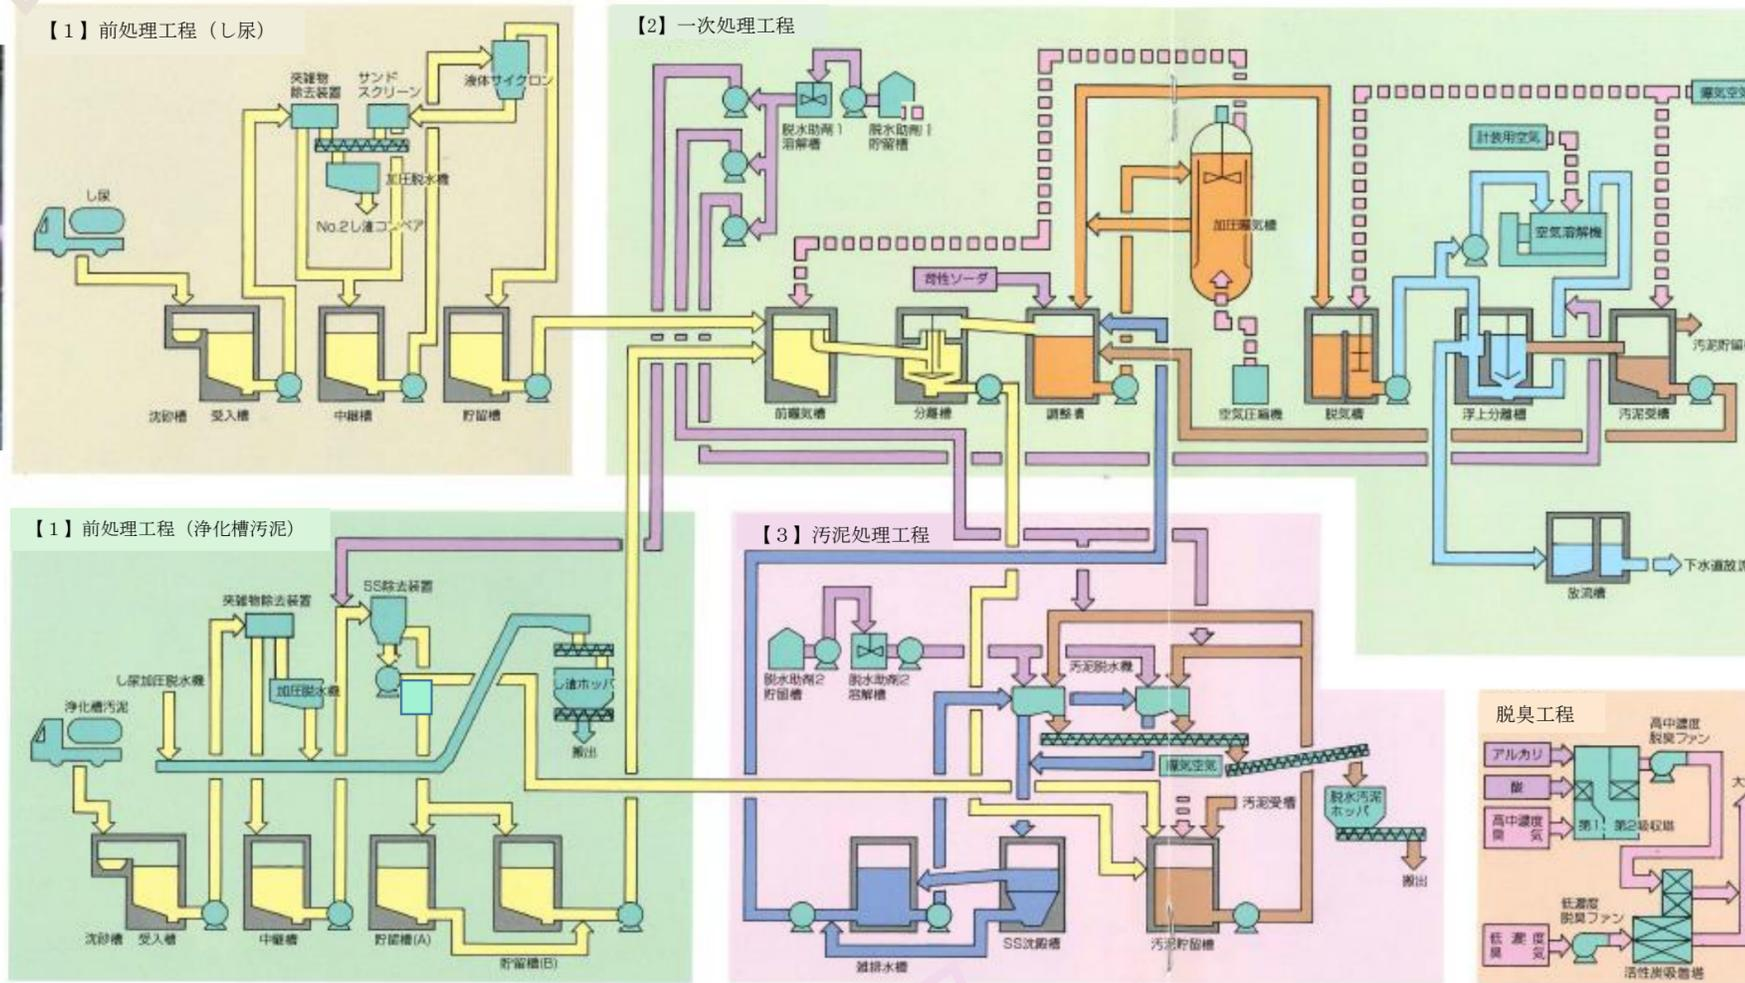 【１】前処理工程（し尿）
夾雑物
除去装置
サンド
スクリーン
液体サイクロン
加圧脱水機
No.2し渣コンベア
し尿
沈砂槽
受入槽
中継槽
貯留槽
【2】一次処理工程
脱水助剤1
溶解槽
脱水助剤1
貯留槽
苛性ソーダ
加圧曝気槽
計装用空気
空気溶解機
曝気空気
汚泥貯留
前曝気槽
分離槽
調整槽
空気圧縮機
脱気槽
浮上分離槽
汚泥受槽
下水道放流
放流槽
【１】前処理工程（浄化槽汚泥）
SS除去装置
夾雑物除去装置
し尿加圧脱水機
加圧脱水機
し渣ホッパ
搬出
浄化槽汚泥
沈砂槽
受入槽
中継槽
貯留槽(A)
貯留槽(B)
【３】汚泥処理工程
脱水助剤2
貯留槽
脱水助剤2
溶解槽
汚泥脱水機
曝気空気
汚泥受槽
脱水汚泥
ホッパ
搬出
雑排水槽
SS沈殿槽
汚泥貯留槽
脱臭工程
高中濃度
脱臭ファン
アルカリ
酸
高中濃度
臭気
第1、第2吸収塔
大
低濃度
脱臭ファン
低濃度
臭気
活性炭吸着塔